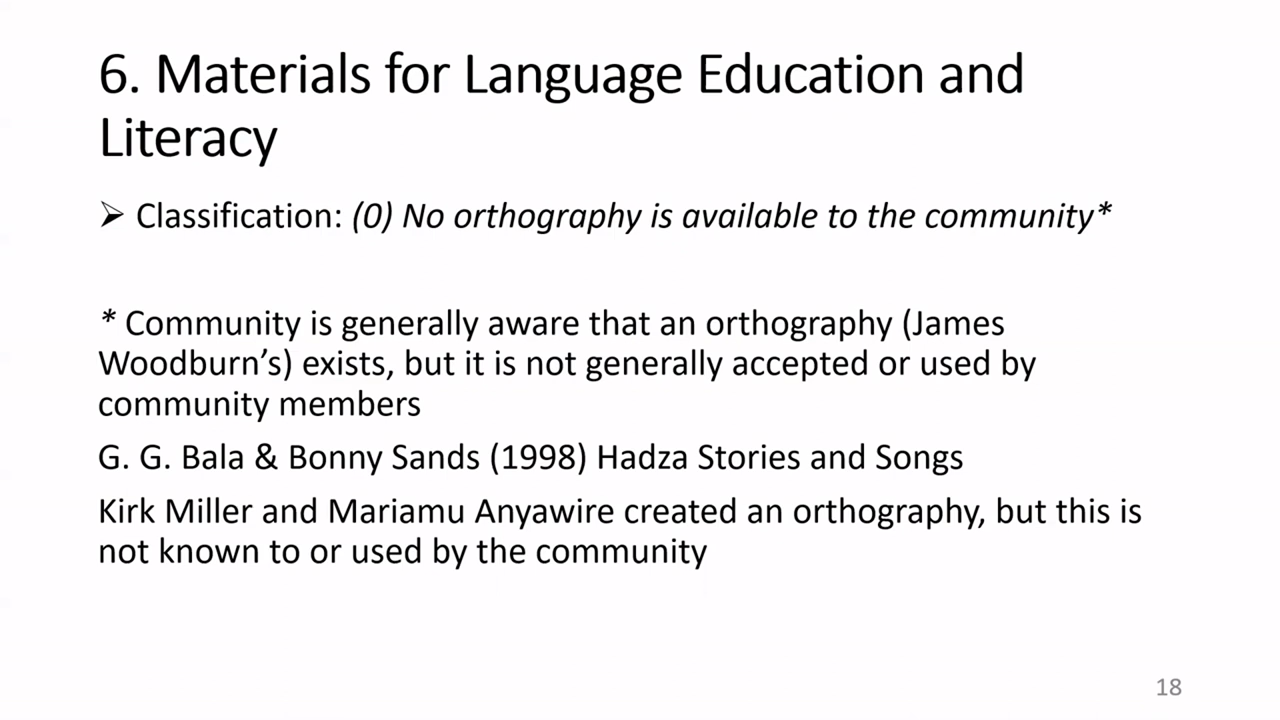 6. Materials for Language Education and
Literacy
➢ Classification: (0) No orthography is available to the community*
* Community is generally aware that an orthography (James
Woodburn’s) exists, but it is not generally accepted or used by
community members
G. G. Bala & Bonny Sands (1998) Hadza Stories and Songs
Kirk Miller and Mariamu Anyawire created an orthography, but this is
not known to or used by the community
18